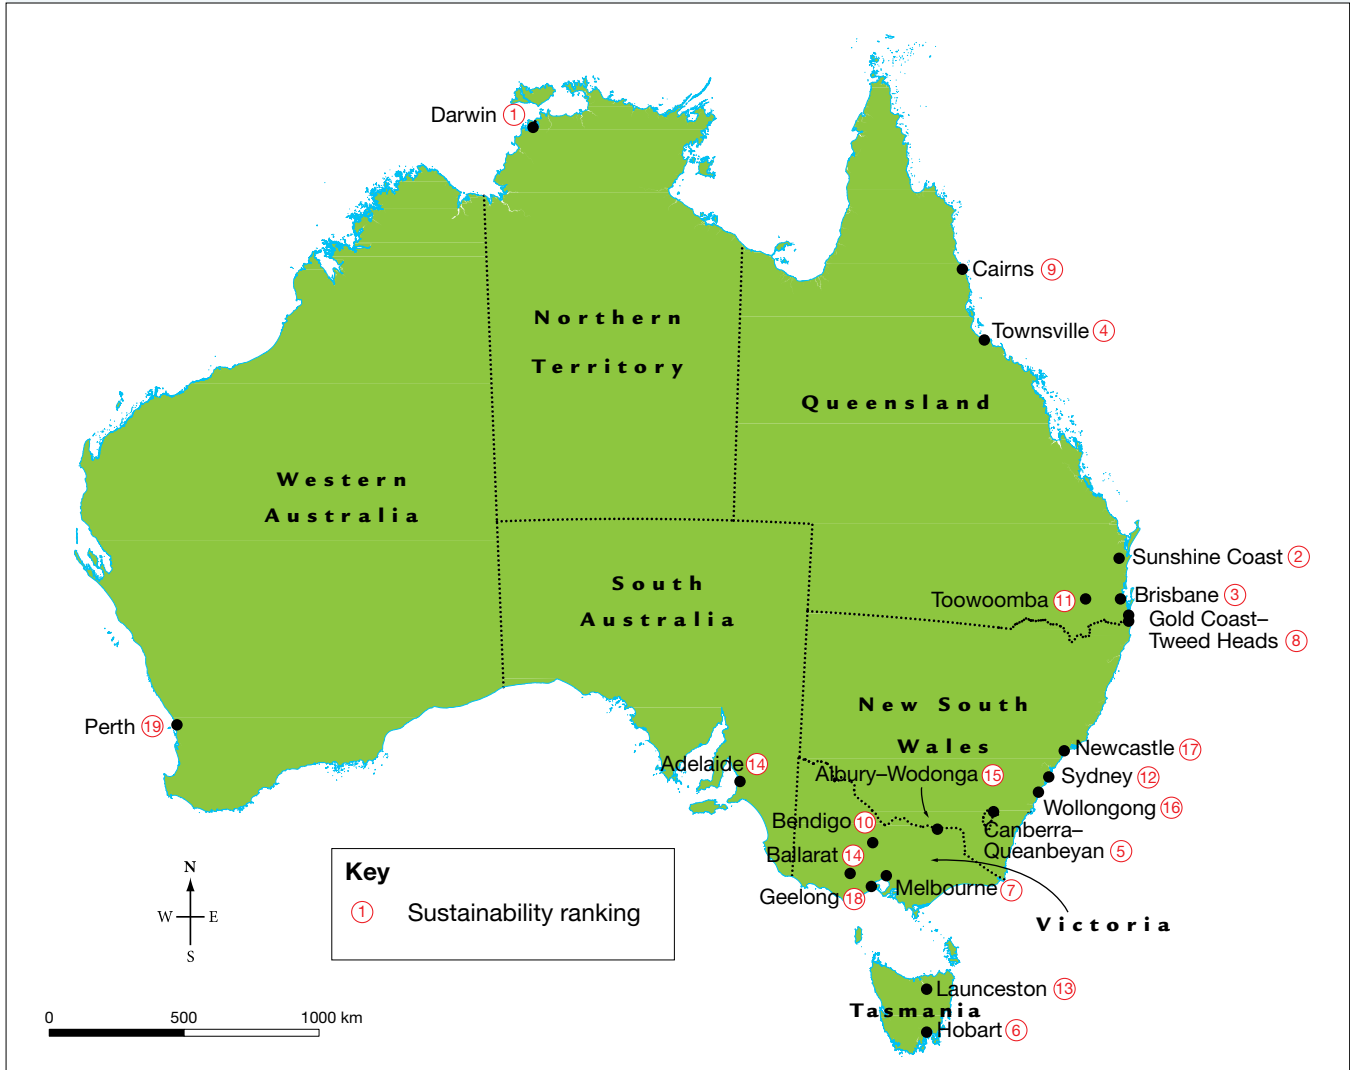 Darwin 1
Cairns 9
Northern
Territory
Townsville 4
Queensland
Western
Australia
Sunshine Coast 2
South
Australia
Toowoomba 11
Brisbane 3
Gold Coast–
Tweed Heads 8
New South
Wales
Perth 19
Newcastle 17
Adelaide 14
Albury–Wodonga 15
Sydney 12
Wollongong 16
Bendigo 10
Canberra–
Queanbeyan 5
Ballarat 14
Geelong 18
Melbourne 7
Victoria
Key
1 Sustainability ranking
N
W E
S
Launceston 13
Tasmania
Hobart 6
0 500 1000 km